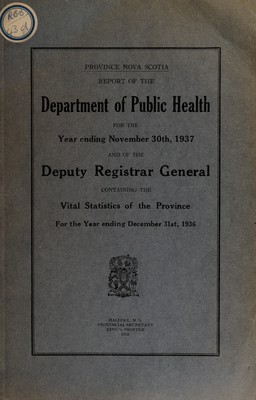 PROVINCE NOVA SCOTIA
REPORT OF THE
Department of Public Health
FOR THE
Year ending November 30th, 1937
AND OF THE
Deputy Registrar General
CONTAINING THE
Vital Statistics of the Province
For the Year ending December 31st, 1936
HALIFAX, N. S.
PROVINCIAL SECRETARY
KING'S PRINTER